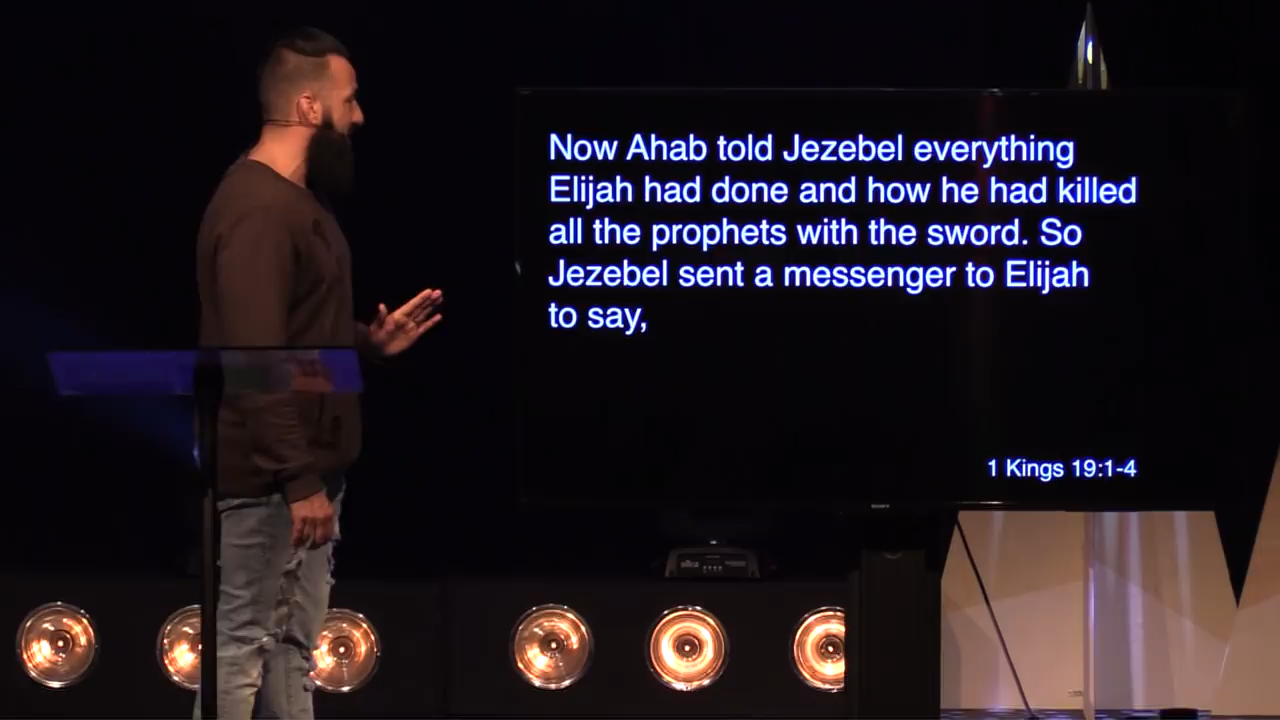 Now Ahab told Jezebel everything
Elijah had done and how he had killed
all the prophets with the sword. So
Jezebel sent a messenger to Elijah
to say,
1 Kings 19:1-4
SONY